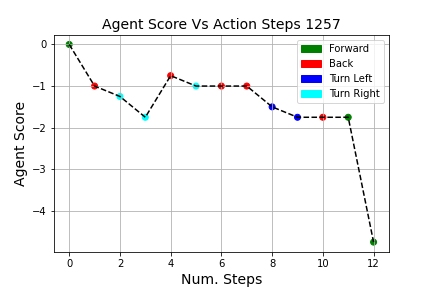 Agent Score Vs Action Steps 1257
Forward
Back
Turn Left
Turn Right
0
−1
−2
−3
−4
Agent Score
0 2 4 6 8 10 12
Num. Steps